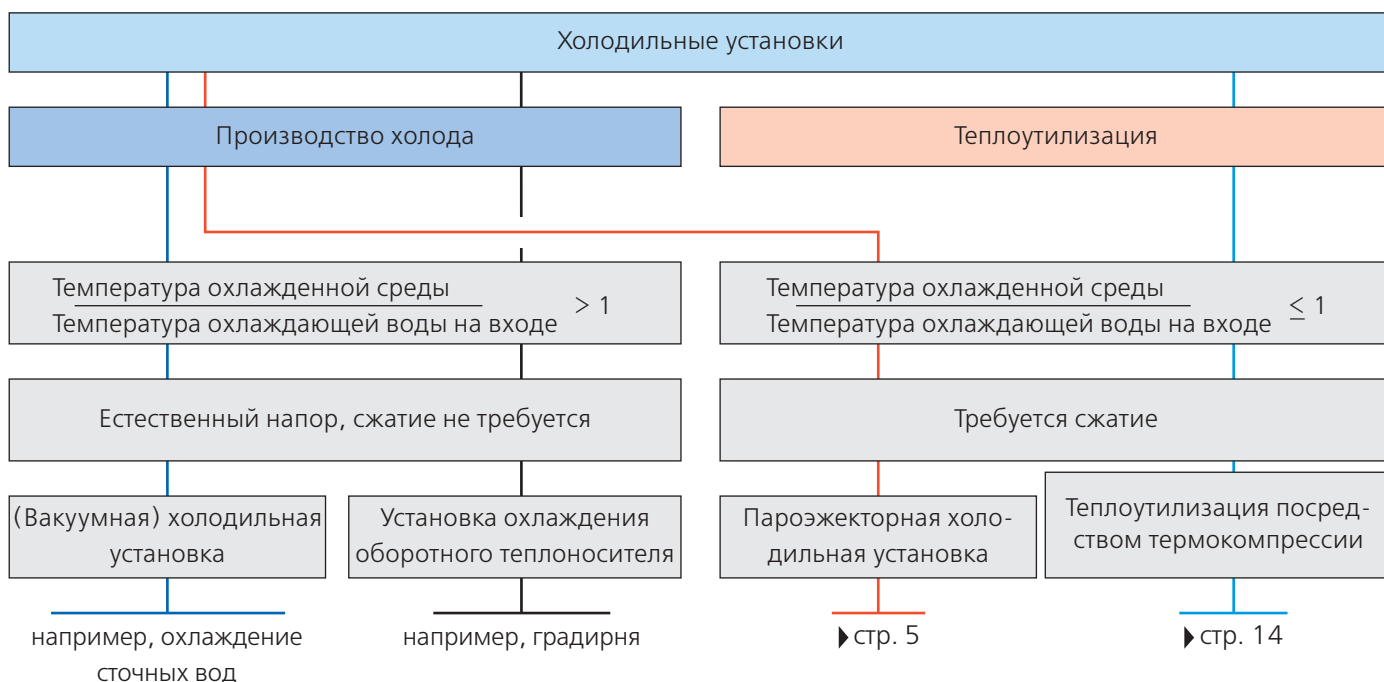 Холодильные установки
Производство холода
Теплоутилизация
Температура охлажденной среды
Температура охлаждающей воды на входе
> 1
Температура охлажденной среды
Температура охлаждающей воды на входе
≤ 1
Естественный напор, сжатие не требуется
Требуется сжатие
(Вакуумная) холодильная
установка
Установка охлаждения
оборотного теплоносителя
Пароэжекторная холо-
дильная установка
Теплоутилизация посред-
ством термокомпрессии
например, охлаждение
сточных вод
например, градирня
стр. 5
стр. 14